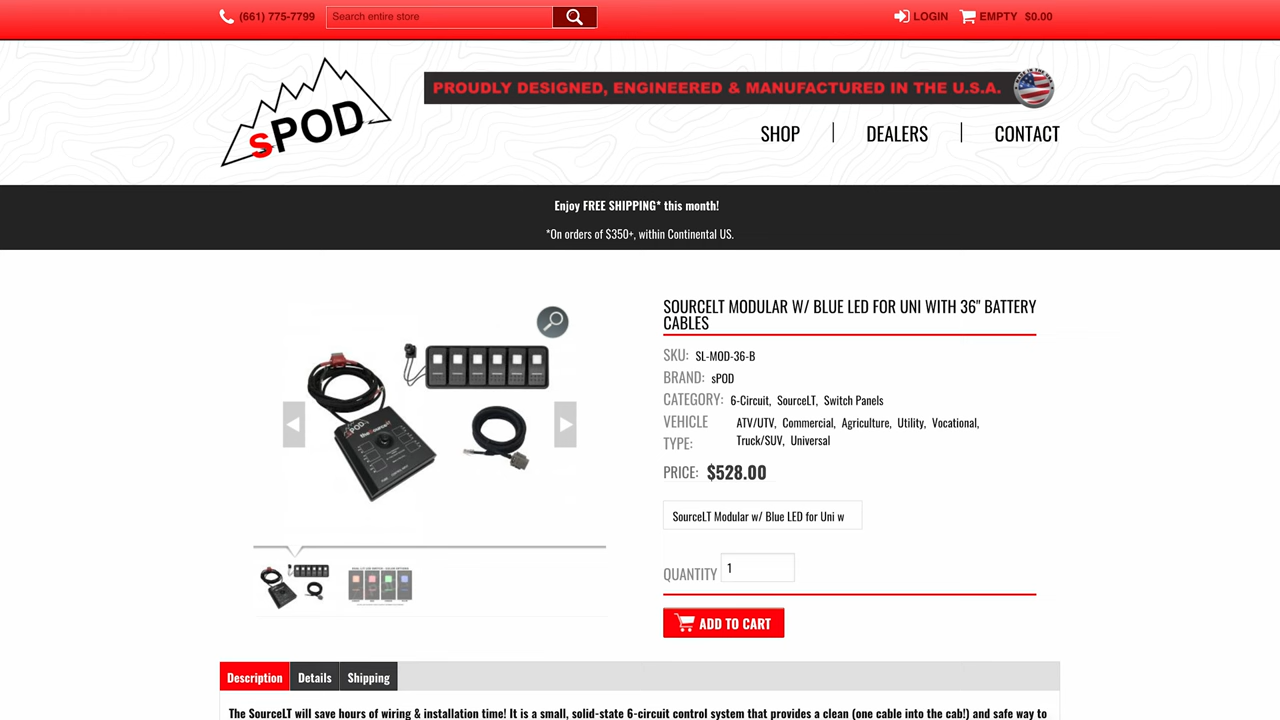 (661) 775-7799
Search entire store
LOGIN
EMPTY $0.00
sPOD
PROUDLY DESIGNED, ENGINEERED & MANUFACTURED IN THE U.S.A.
SHOP
DEALERS
CONTACT
Enjoy FREE SHIPPING* this month!
*On orders of $350+, within Continental US.
SOURCELT MODULAR W/ BLUE LED FOR UNI WITH 36" BATTERY
CABLES
SKU: SL-MOD-36-B
BRAND: sPOD
CATEGORY: 6-Circuit, SourceLT, Switch Panels
VEHICLE TYPE: ATV/UTV, Commercial, Agriculture, Utility, Vocational,
Truck/SUV, Universal
PRICE: $528.00
SourceLT Modular w/ Blue LED for Uni w
QUANTITY 1
ADD TO CART
Description
Details
Shipping
The SourceLT will save hours of wiring & installation time! It is a small, solid-state 6-circuit control system that provides a clean (one cable into the cab!) and safe way to